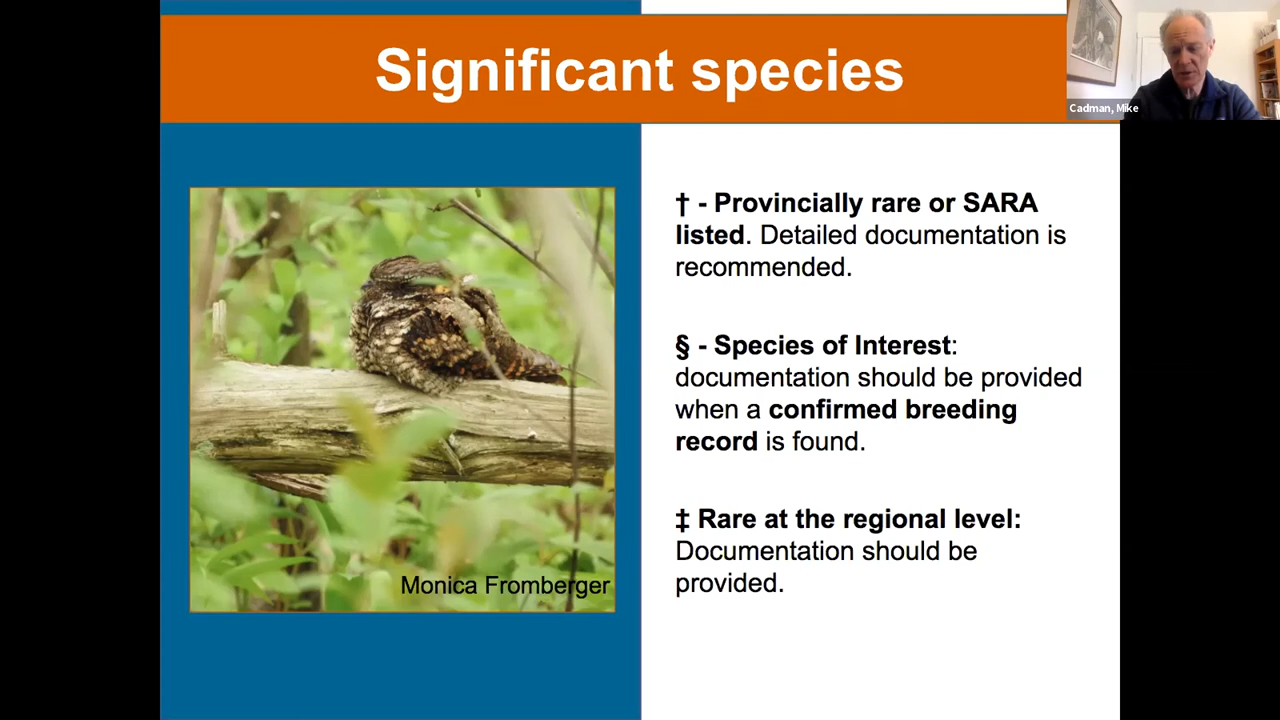 Significant species
Cadman, Mike
† - Provincially rare or SARA
listed. Detailed documentation is
recommended.
§ - Species of Interest:
documentation should be provided
when a confirmed breeding
record is found.
‡ Rare at the regional level:
Documentation should be
provided.
Monica Fromberger